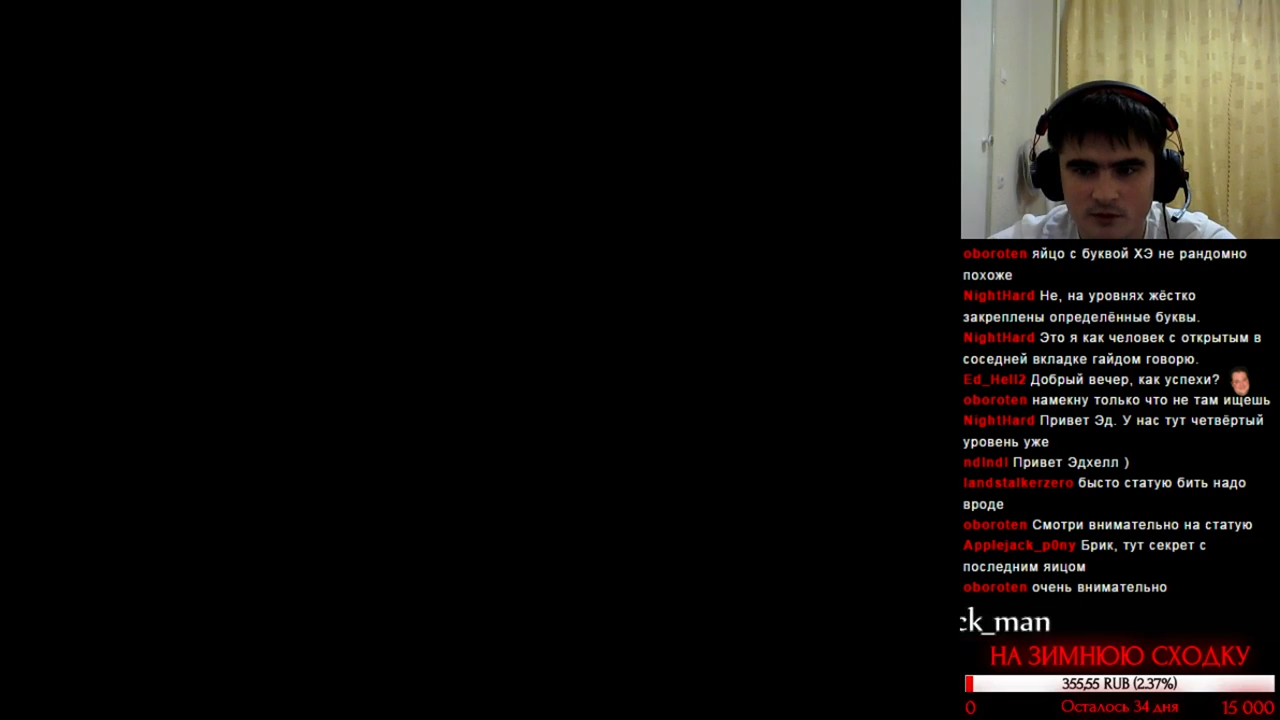 oboroten яйцо с буквой ХЭ не рандомно
похоже
NightHard Не, на уровнях жёстко
закреплены определённые буквы.
NightHard Это я как человек с открытым в
соседней вкладке гайдом говорю.
Ed_Hell2 Добрый вечер, как успехи?
oboroten намекну только что не там ищешь
NightHard Привет Эд. У нас тут четвёртый
уровень уже
ndindi Привет Эдхелл )
landstalkerzero бысто статую бить надо
вроде
oboroten Смотри внимательно на статую
Applejack_p0ny Брик, тут секрет с
последним яицом
oboroten очень внимательно
ck_man
НА ЗИМНЮЮ СХОДКУ
355,55 RUB (2.37%)
0 Осталось 34 дня 15 000